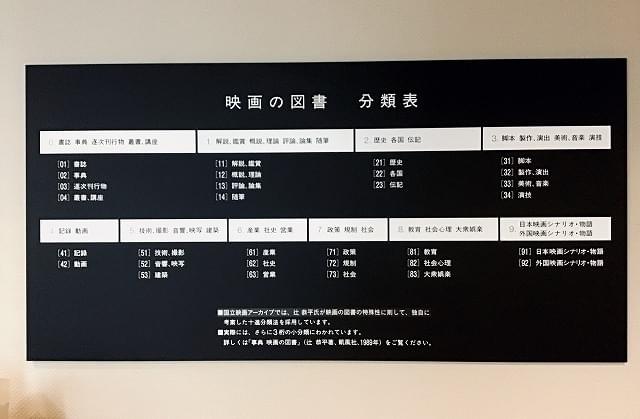 映画の図書　分類表
0. 書誌 事典 逐次刊行物 叢書、講座
1. 解説、鑑賞 概説、理論 評論、論集 随筆
2. 歴史 各国 伝記
3. 脚本 製作、演出 美術、音楽 演技
[01] 書誌
[02] 事典
[03] 逐次刊行物
[04] 叢書、講座
[11] 解説、鑑賞
[12] 概説、理論
[13] 評論、論集
[14] 随筆
[21] 歴史
[22] 各国
[23] 伝記
[31] 脚本
[32] 製作、演出
[33] 美術、音楽
[34] 演技
4. 記録 動画
5. 技術、撮影 音響、映写 建築
6. 産業 社史 営業
7. 政策 規制 社会
8. 教育 社会心理 大衆娯楽
9. 日本映画シナリオ・物語
外国映画シナリオ・物語
[41] 記録
[42] 動画
[51] 技術、撮影
[52] 音響、映写
[53] 建築
[61] 産業
[62] 社史
[63] 営業
[71] 政策
[72] 規制
[73] 社会
[81] 教育
[82] 社会心理
[83] 大衆娯楽
[91] 日本映画シナリオ・物語
[92] 外国映画シナリオ・物語
■国立映画アーカイブでは、辻 恭平氏が映画の図書の特殊性に則して、独自に
考案した十進分類法を採用しています。
■実際には、さらに3桁の小分類にわかれています。
詳しくは「事典 映画の図書」（辻 恭平著、凱風社、1989年）をご覧ください。